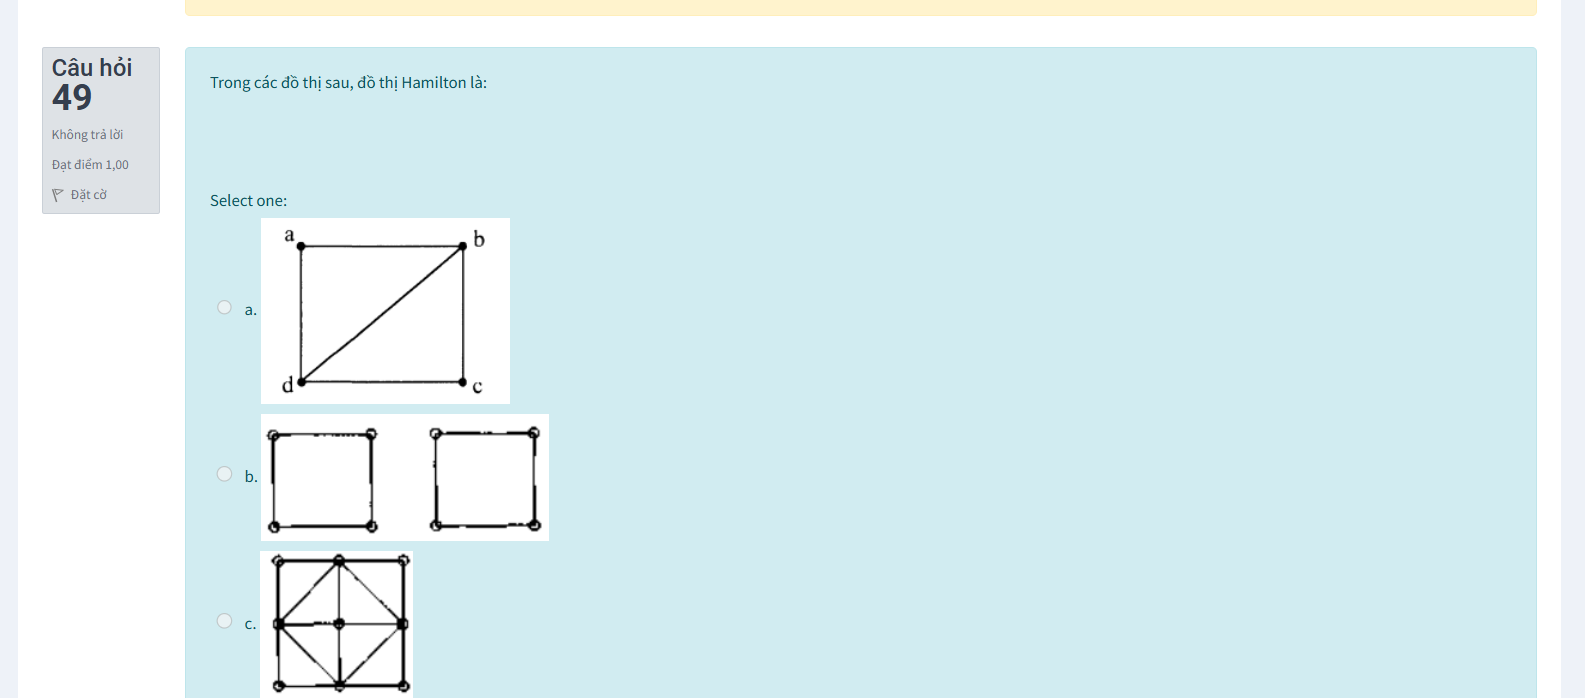 Câu hỏi
49
Không trả lời
Đạt điểm 1,00
Đặt cờ
Trong các đồ thị sau, đồ thị Hamilton là:
Select one:
a.
a
b
d
c
b.
c.